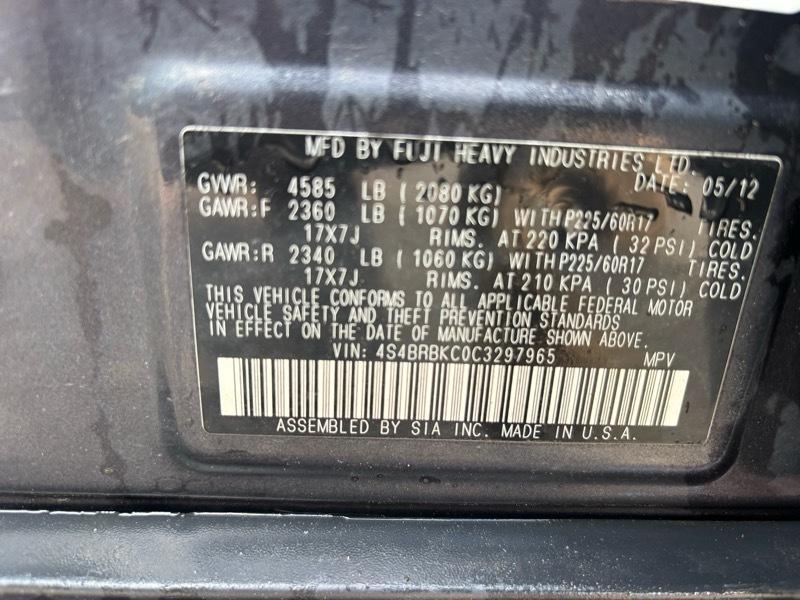 MFD BY FUJI HEAVY INDUSTRIES LTD.
DATE: 05/12
GVWR: 4585 LB ( 2080 KG)
GAWR:F 2360 LB ( 1070 KG) WITH P225/60R17 TIRES.
17X7J RIMS. AT 220 KPA ( 32 PSI) COLD
GAWR:R 2340 LB ( 1060 KG) WITH P225/60R17 TIRES.
17X7J RIMS. AT 210 KPA ( 30 PSI) COLD
THIS VEHICLE CONFORMS TO ALL APPLICABLE FEDERAL MOTOR
VEHICLE SAFETY AND THEFT PREVENTION STANDARDS
IN EFFECT ON THE DATE OF MANUFACTURE SHOWN ABOVE.
VIN: 4S4BRBKC0C3297965 MPV
ASSEMBLED BY SIA INC. MADE IN U.S.A.